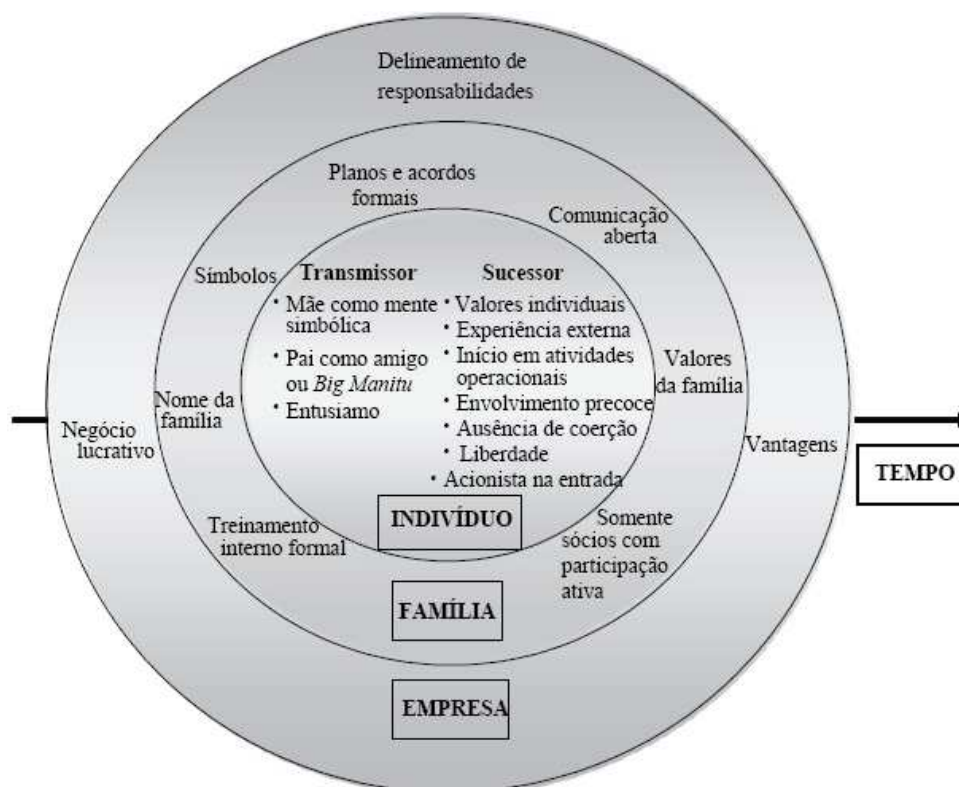 Delineamento de
responsabilidades
Planos e acordos
formais
Comunicação
aberta
Símbolos
Transmissor
• Mãe como mente
simbólica
• Pai como amigo
ou Big Manitu
• Entusiamo
Sucessor
• Valores individuais
• Experiência externa
• Início em atividades
operacionais
• Envolvimento precoce
• Ausência de coerção
• Liberdade
• Acionista na entrada
Valores
da família
Nome da
família
Negócio
lucrativo
Vantagens
TEMPO
INDIVÍDUO
Treinamento
interno formal
Somente
sócios com
participação
ativa
FAMÍLIA
EMPRESA